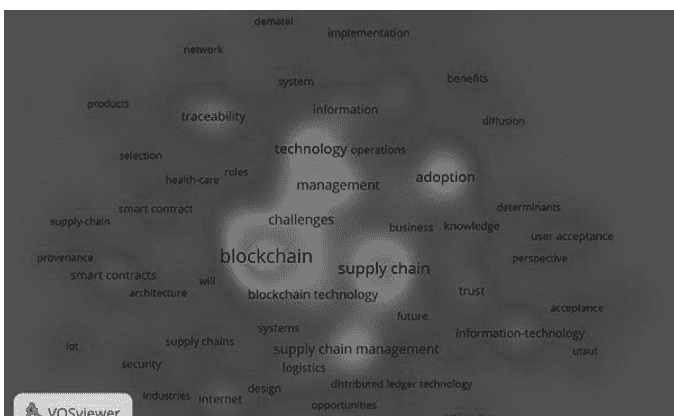 dematel
implementation
network
system
benefits
products
traceability
information
diffusion
technology operations
selection
health-care roles
management
adoption
smart contract
supply-chain
challenges
business knowledge
determinants
user acceptance
provenance
blockchain
supply chain
perspective
smart contracts
will
architecture
blockchain technology
trust
acceptance
future
systems
information-technology
iot
supply chains
supply chain management
utaut
security
logistics
industries
internet
design
distributed ledger technology
opportunities
VOSviewer